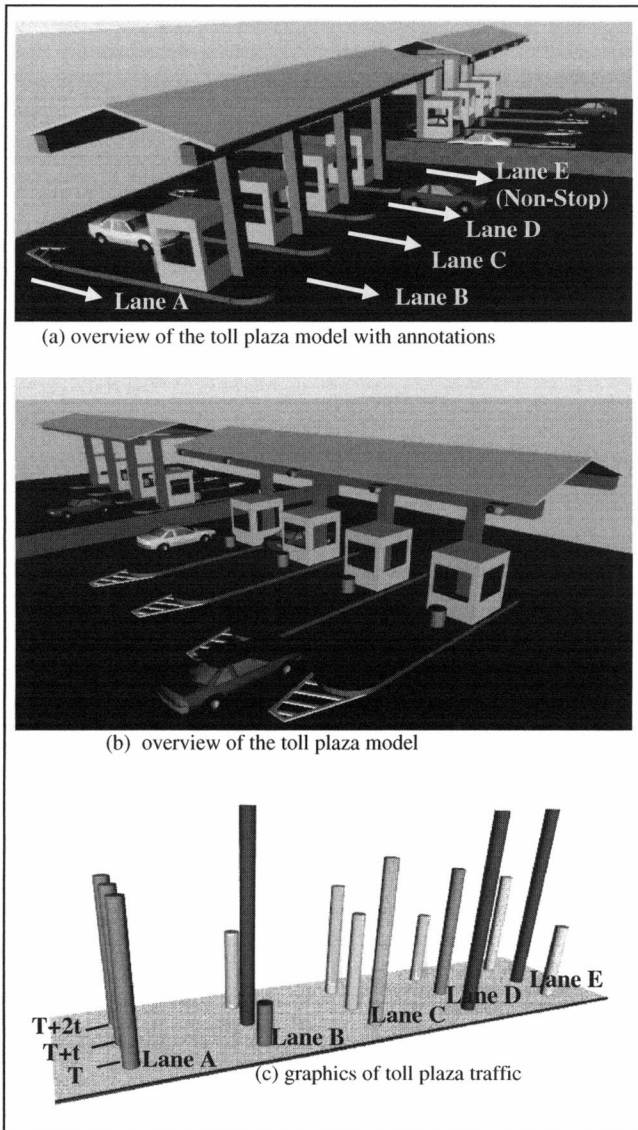 Lane E
(Non-Stop)
Lane D
Lane C
Lane B
Lane A
(a) overview of the toll plaza model with annotations
(b) overview of the toll plaza model
T+2t
T+t
T
Lane A
Lane B
Lane C
Lane D
Lane E
(c) graphics of toll plaza traffic